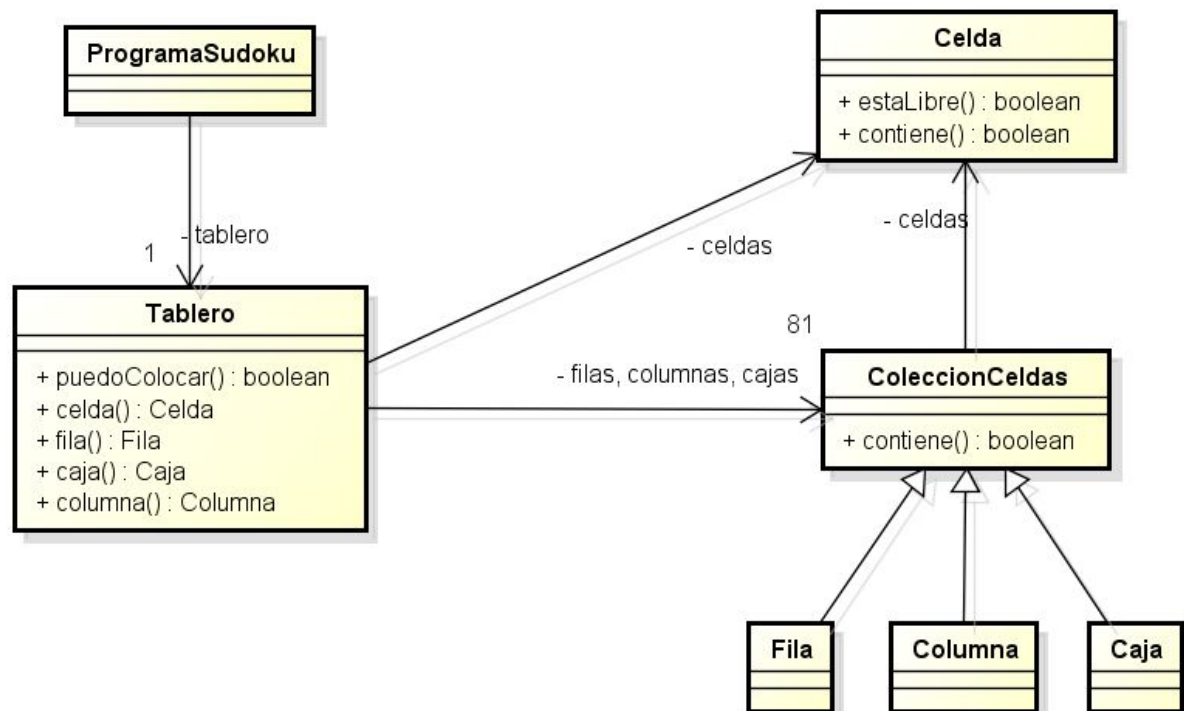 ProgramaSudoku
Celda
+ estaLibre() : boolean
+ contiene() : boolean
- tablero
1
- celdas
- celdas
Tablero
+ puedoColocar() : boolean
+ celda() : Celda
+ fila() : Fila
+ caja() : Caja
+ columna() : Columna
81
- filas, columnas, cajas
ColeccionCeldas
+ contiene() : boolean
Fila
Columna
Caja